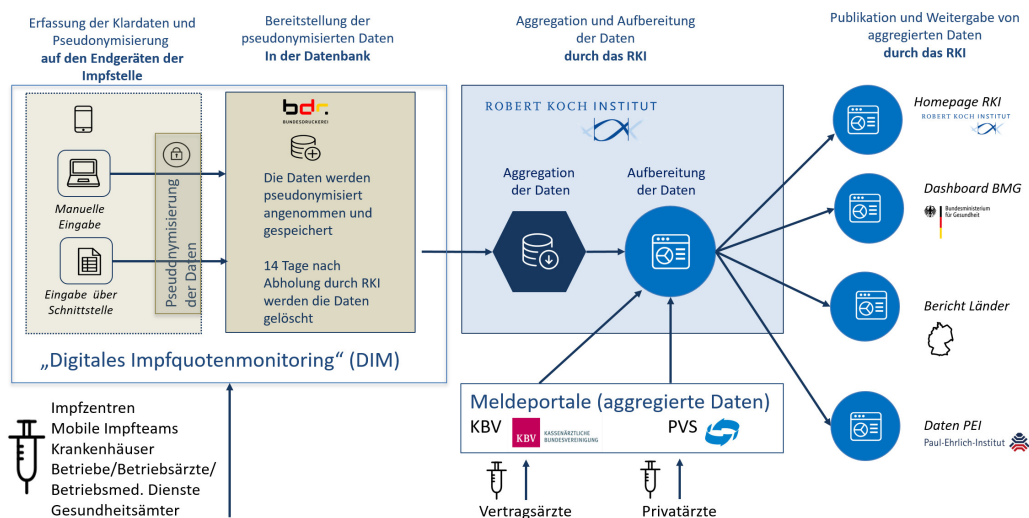 Erfassung der Klardaten und
Pseudonymisierung
auf den Endgeräten der
Impfstelle
Bereitstellung der
pseudonymisierten Daten
In der Datenbank
Aggregation und Aufbereitung
der Daten
durch das RKI
Publikation und Weitergabe von
aggregierten Daten
durch das RKI
Manuelle
Eingabe
Eingabe über
Schnittstelle
Pseudonymisierung
der Daten
bdr.
BUNDESDRUCKEREI
Die Daten werden
pseudonymisiert
angenommen und
gespeichert
14 Tage nach
Abholung durch RKI
werden die Daten
gelöscht
„Digitales Impfquotenmonitoring“ (DIM)
ROBERT KOCH INSTITUT
Aggregation
der Daten
Aufbereitung
der Daten
Homepage RKI
ROBERT KOCH INSTITUT
Dashboard BMG
Bundesministerium
für Gesundheit
Bericht Länder
Daten PEI
Paul-Ehrlich-Institut
Meldeportale (aggregierte Daten)
KBV
KBV
KASSENÄRZTLICHE
BUNDESVEREINIGUNG
PVS
Impfzentren
Mobile Impfteams
Krankenhäuser
Betriebe/Betriebsärzte/
Betriebsmed. Dienste
Gesundheitsämter
Vertragsärzte
Privatärzte